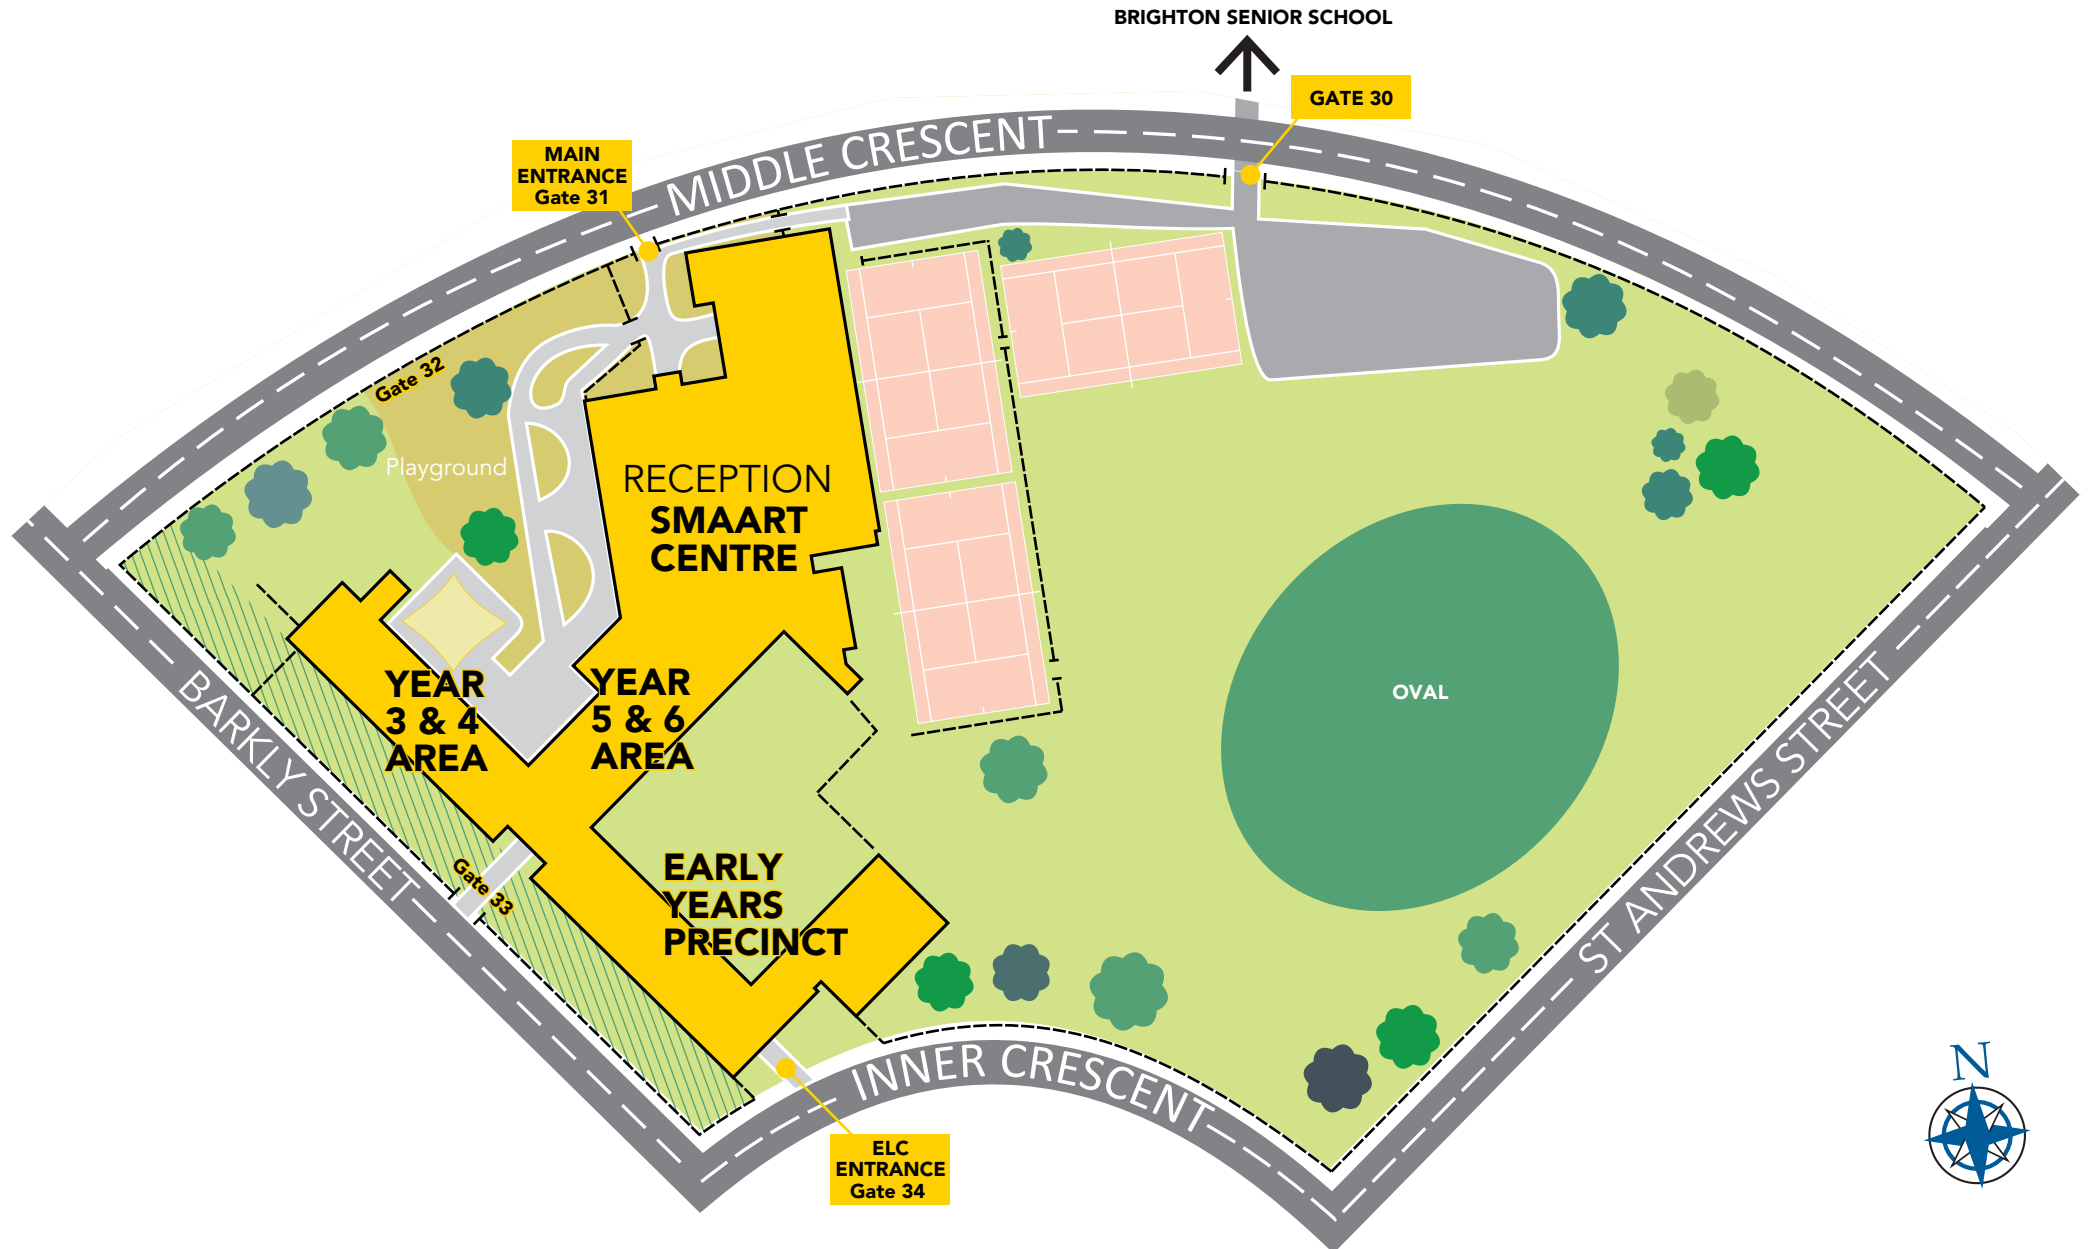 BRIGHTON SENIOR SCHOOL
GATE 30
MIDDLE CRESCENT
MAIN
ENTRANCE
Gate 31
Gate 32
Playground
RECEPTION
SMAART
CENTRE
YEAR
3 & 4
AREA
YEAR
5 & 6
AREA
OVAL
BARKLY STREET
ST ANDREWS STREET
Gate 33
EARLY
YEARS
PRECINCT
INNER CRESCENT
ELC
ENTRANCE
Gate 34
N